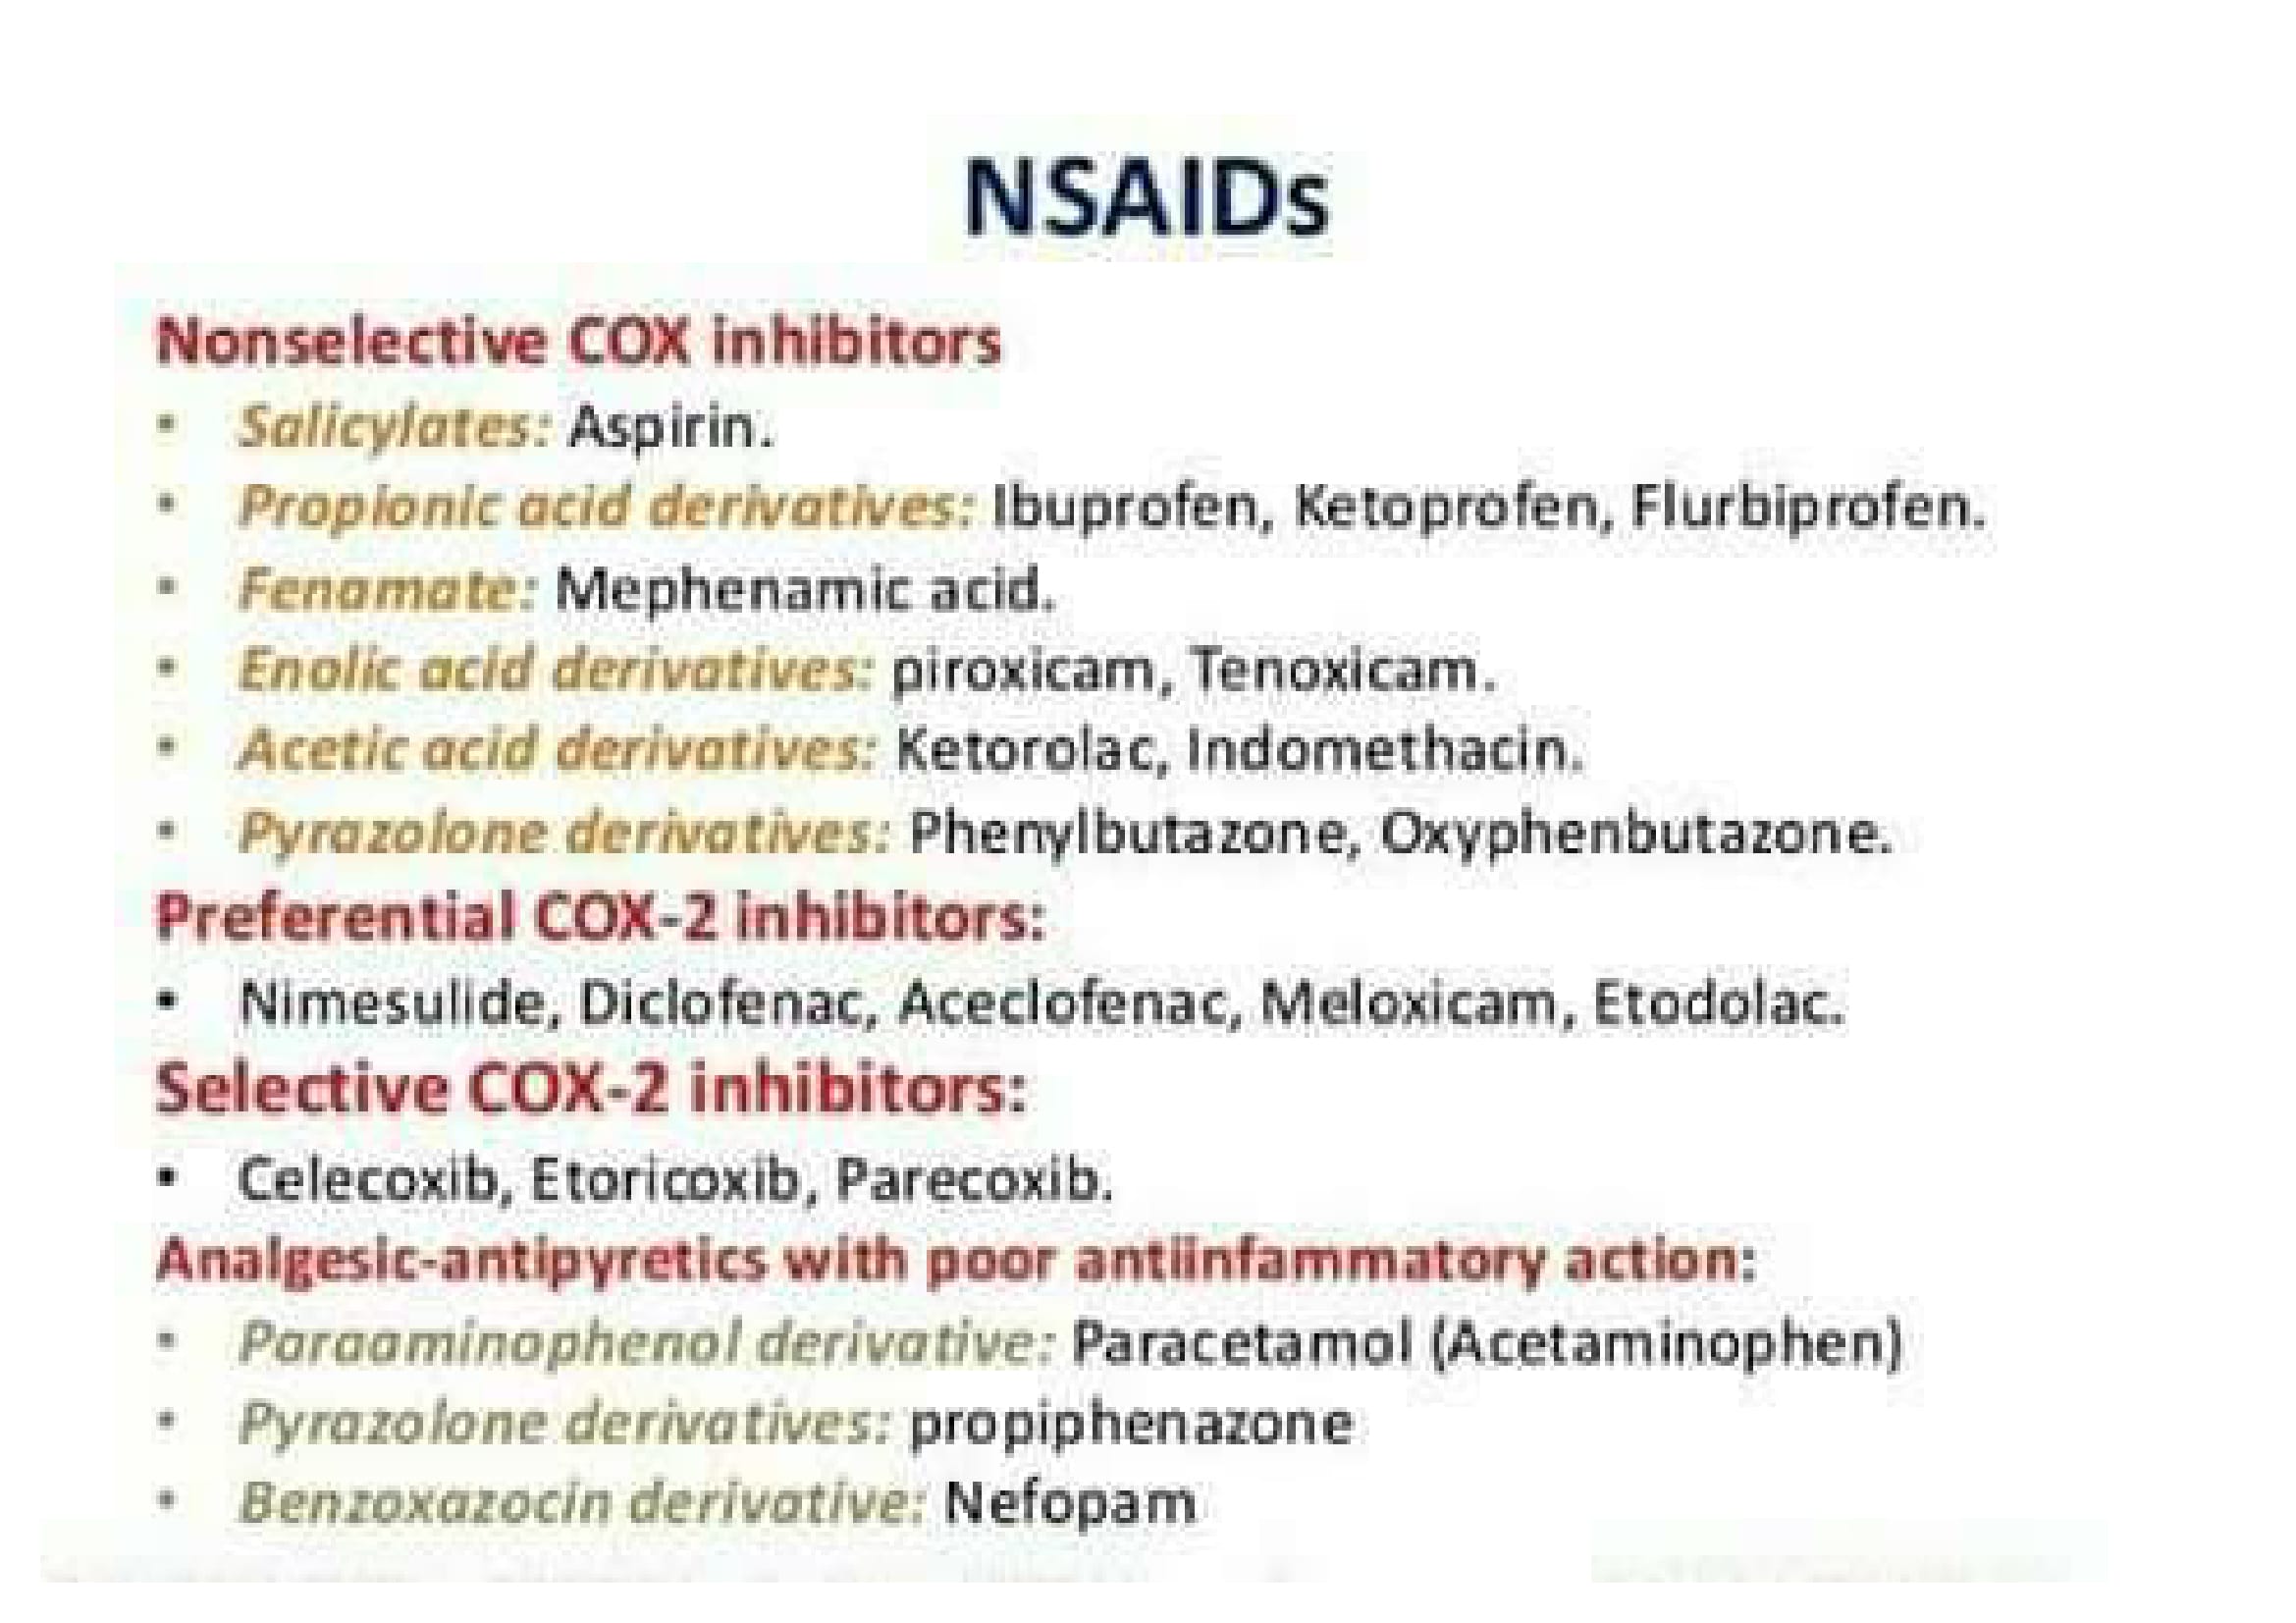 NSAIDs
Nonselective COX inhibitors
• Salicylates: Aspirin.
• Propionic acid derivatives: Ibuprofen, Ketoprofen, Flurbiprofen.
• Fenamate: Mephenamic acid.
• Enolic acid derivatives: piroxicam, Tenoxicam.
• Acetic acid derivatives: Ketorolac, Indomethacin.
• Pyrazolone derivatives: Phenylbutazone, Oxyphenbutazone.
Preferential COX-2 inhibitors:
• Nimesulide, Diclofenac, Aceclofenac, Meloxicam, Etodolac.
Selective COX-2 inhibitors:
• Celecoxib, Etoricoxib, Parecoxib.
Analgesic-antipyretics with poor antiinfammatory action:
• Paraaminophenol derivative: Paracetamol (Acetaminophen)
• Pyrazolone derivatives: propiphenazone
• Benzoxazocin derivative: Nefopam